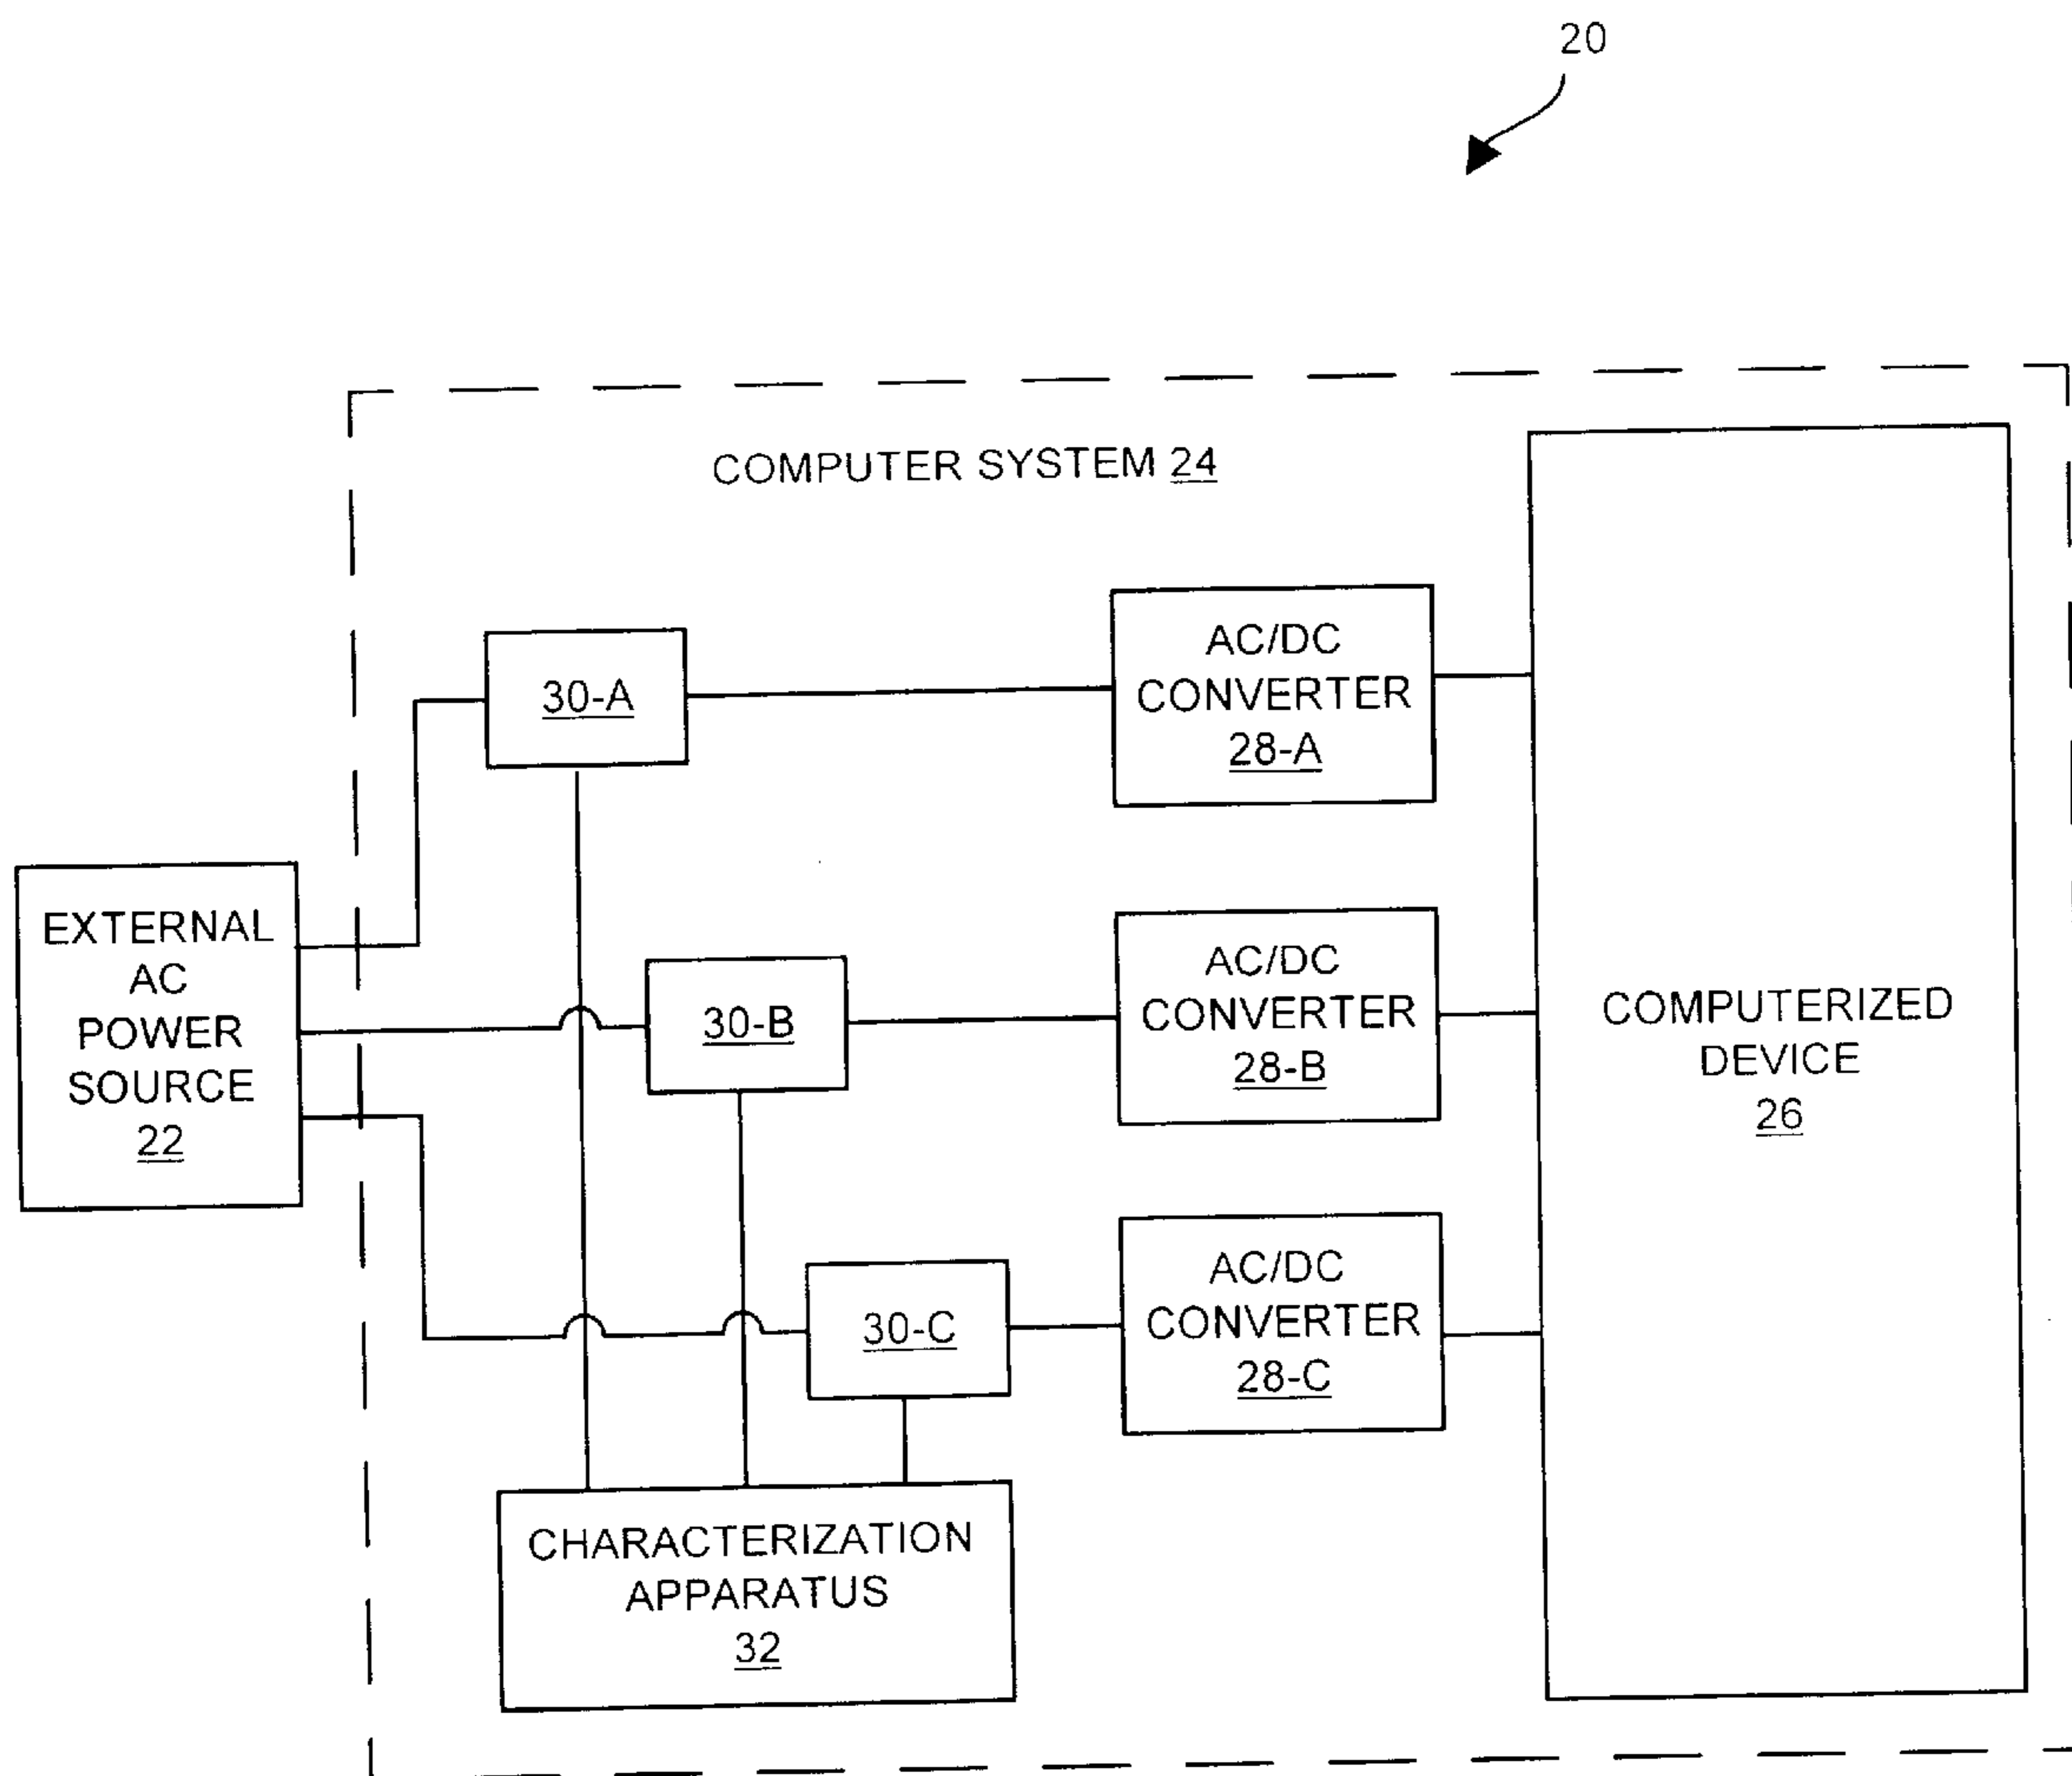 20
COMPUTER SYSTEM 24
AC/DC
CONVERTER
28-A
30-A
EXTERNAL
AC
POWER
SOURCE
22
30-B
AC/DC
CONVERTER
28-B
COMPUTERIZED
DEVICE
26
30-C
AC/DC
CONVERTER
28-C
CHARACTERIZATION
APPARATUS
32